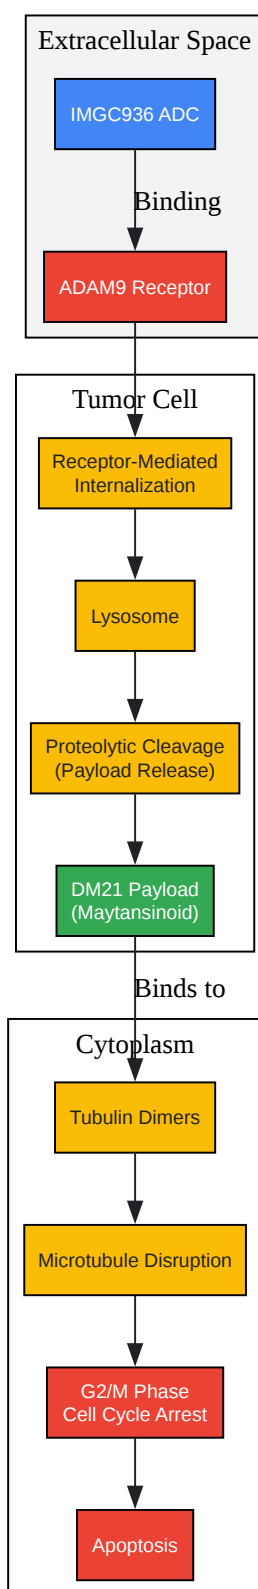 Extracellular Space
IMGC936 ADC
Binding
ADAM9 Receptor
Tumor Cell
Receptor-Mediated
Internalization
Lysosome
Proteolytic Cleavage
(Payload Release)
DM21 Payload
(Maytansinoid)
Binds to
Cytoplasm
Tubulin Dimers
Microtubule Disruption
G2/M Phase
Cell Cycle Arrest
Apoptosis